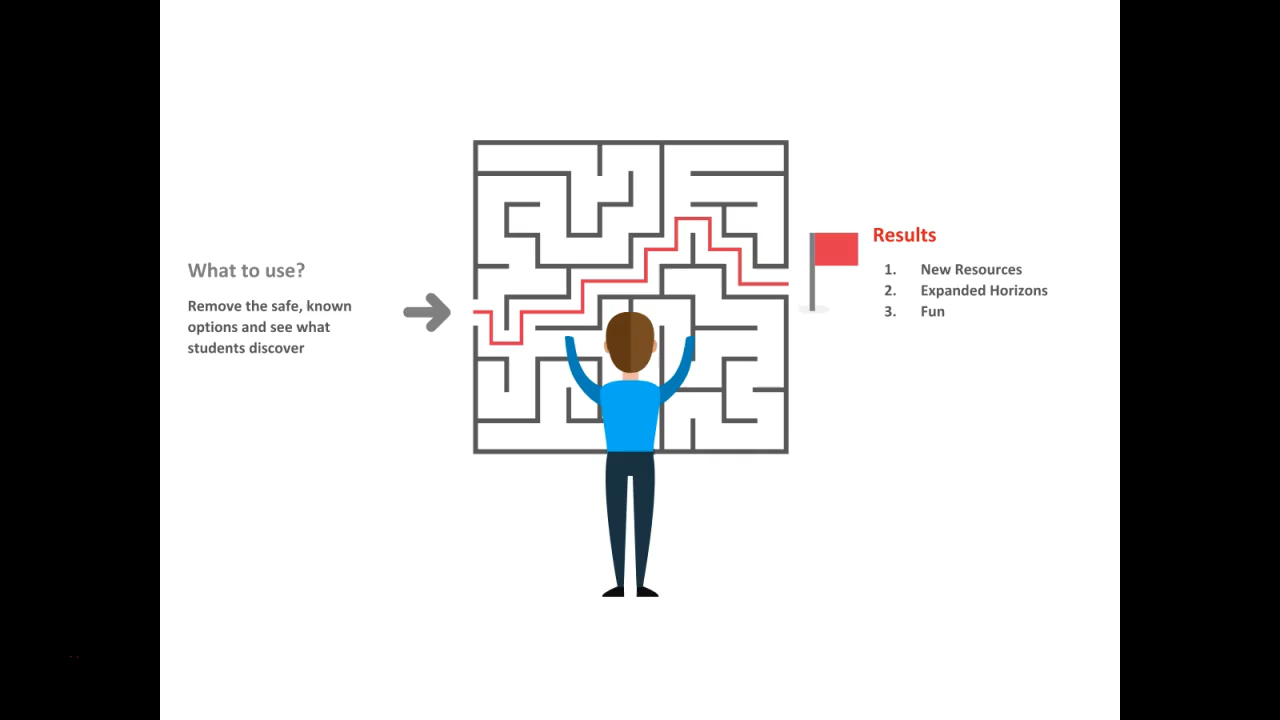 What to use?
Remove the safe, known
options and see what
students discover
Results
1. New Resources
2. Expanded Horizons
3. Fun